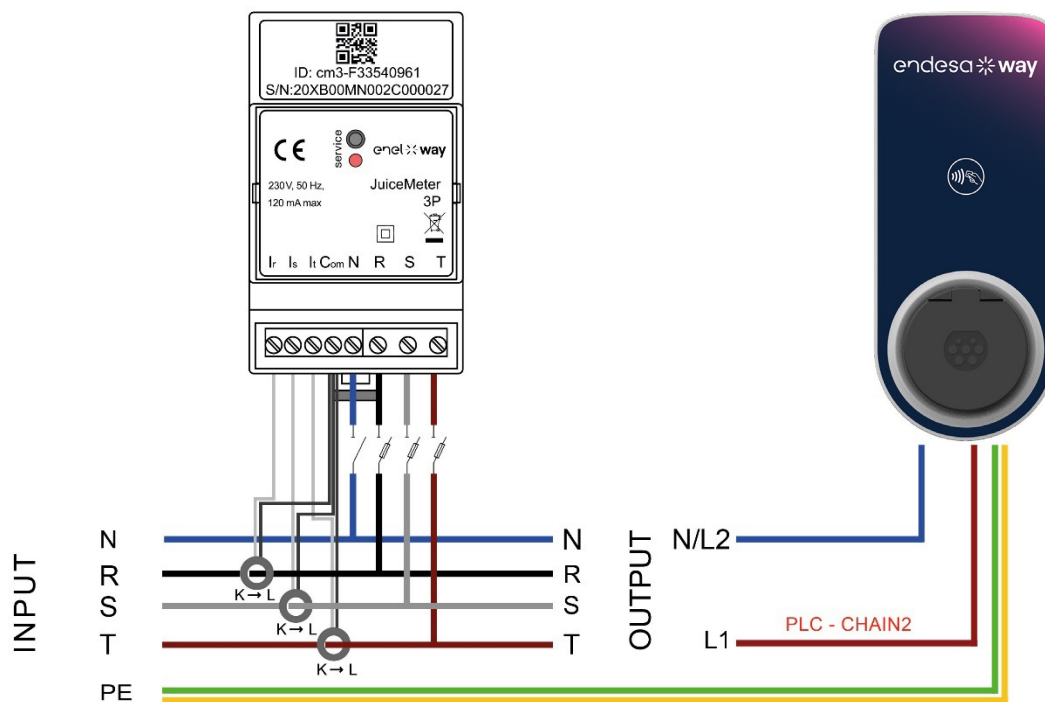 ID: cm3-F33540961
S/N:20XB00MN002C000027
CE
service
enel way
230V, 50 Hz,
120 mA max
JuiceMeter
3P
Ir Is It Com N R S T
endesa way
INPUT
N
R
S
T
PE
K→L
K→L
K→L
N
R
S
T
OUTPUT
N/L2
L1
PLC - CHAIN2